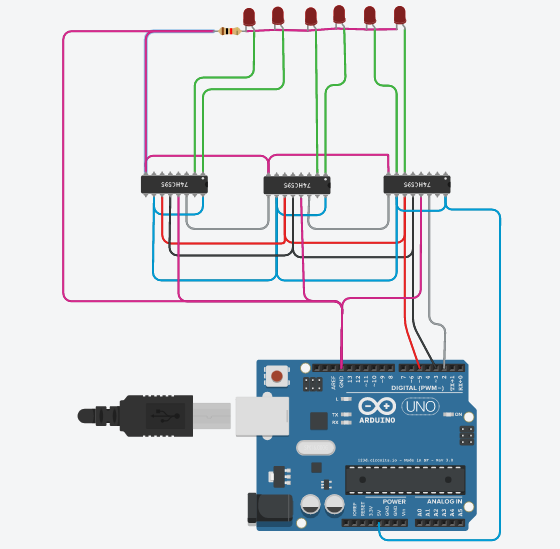 74HC595
74HC595
74HC595
AREF
GND
13
12
~11
~10
~9
8
7
~6
~5
4
~3
2
TX→1
RX←0
DIGITAL (PWM~)
L
TX
RX
ARDUINO
UNO
ON
POWER
ANALOG IN
IOREF
RESET
3.3V
5V
GND
GND
Vin
A0
A1
A2
A3
A4
A5